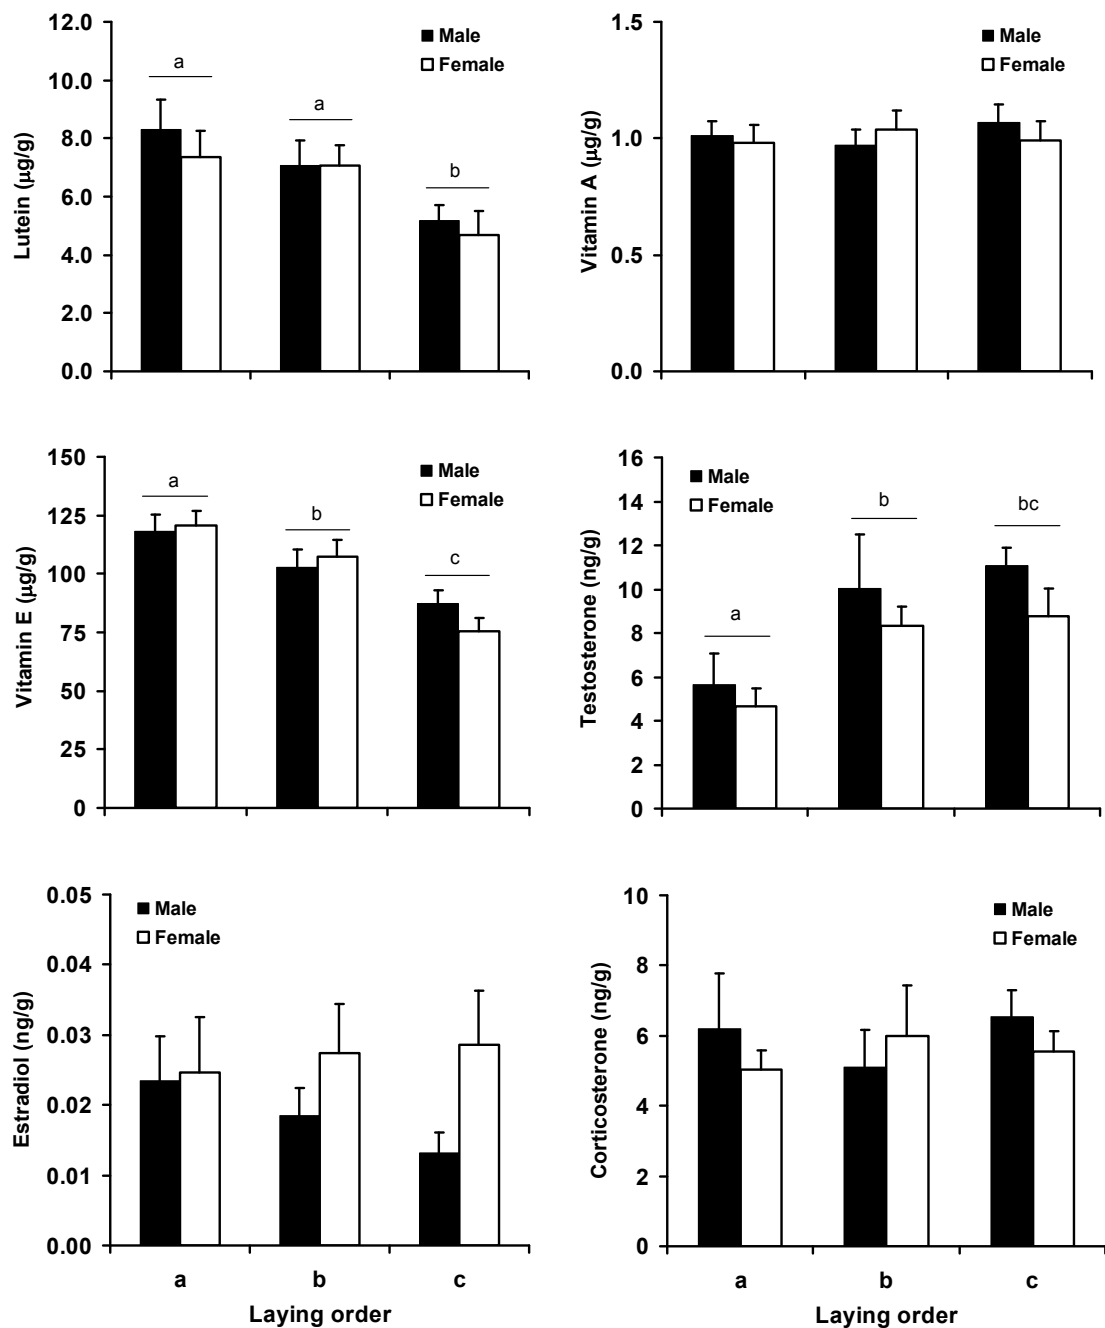 Lutein (μg/g)
12.0
10.0
8.0
6.0
4.0
2.0
0.0
Male
Female
a
a
b
Vitamin A (μg/g)
1.5
1.0
0.5
0.0
Male
Female
Vitamin E (μg/g)
150
125
100
75
50
25
0
Male
Female
a
b
c
Testosterone (ng/g)
16
14
12
10
8
6
4
2
0
Male
Female
a
b
bc
Estradiol (ng/g)
0.05
0.04
0.03
0.02
0.01
0.00
Male
Female
a
b
c
Laying order
Corticosterone (ng/g)
10
8
6
4
2
0
Male
Female
a
b
c
Laying order